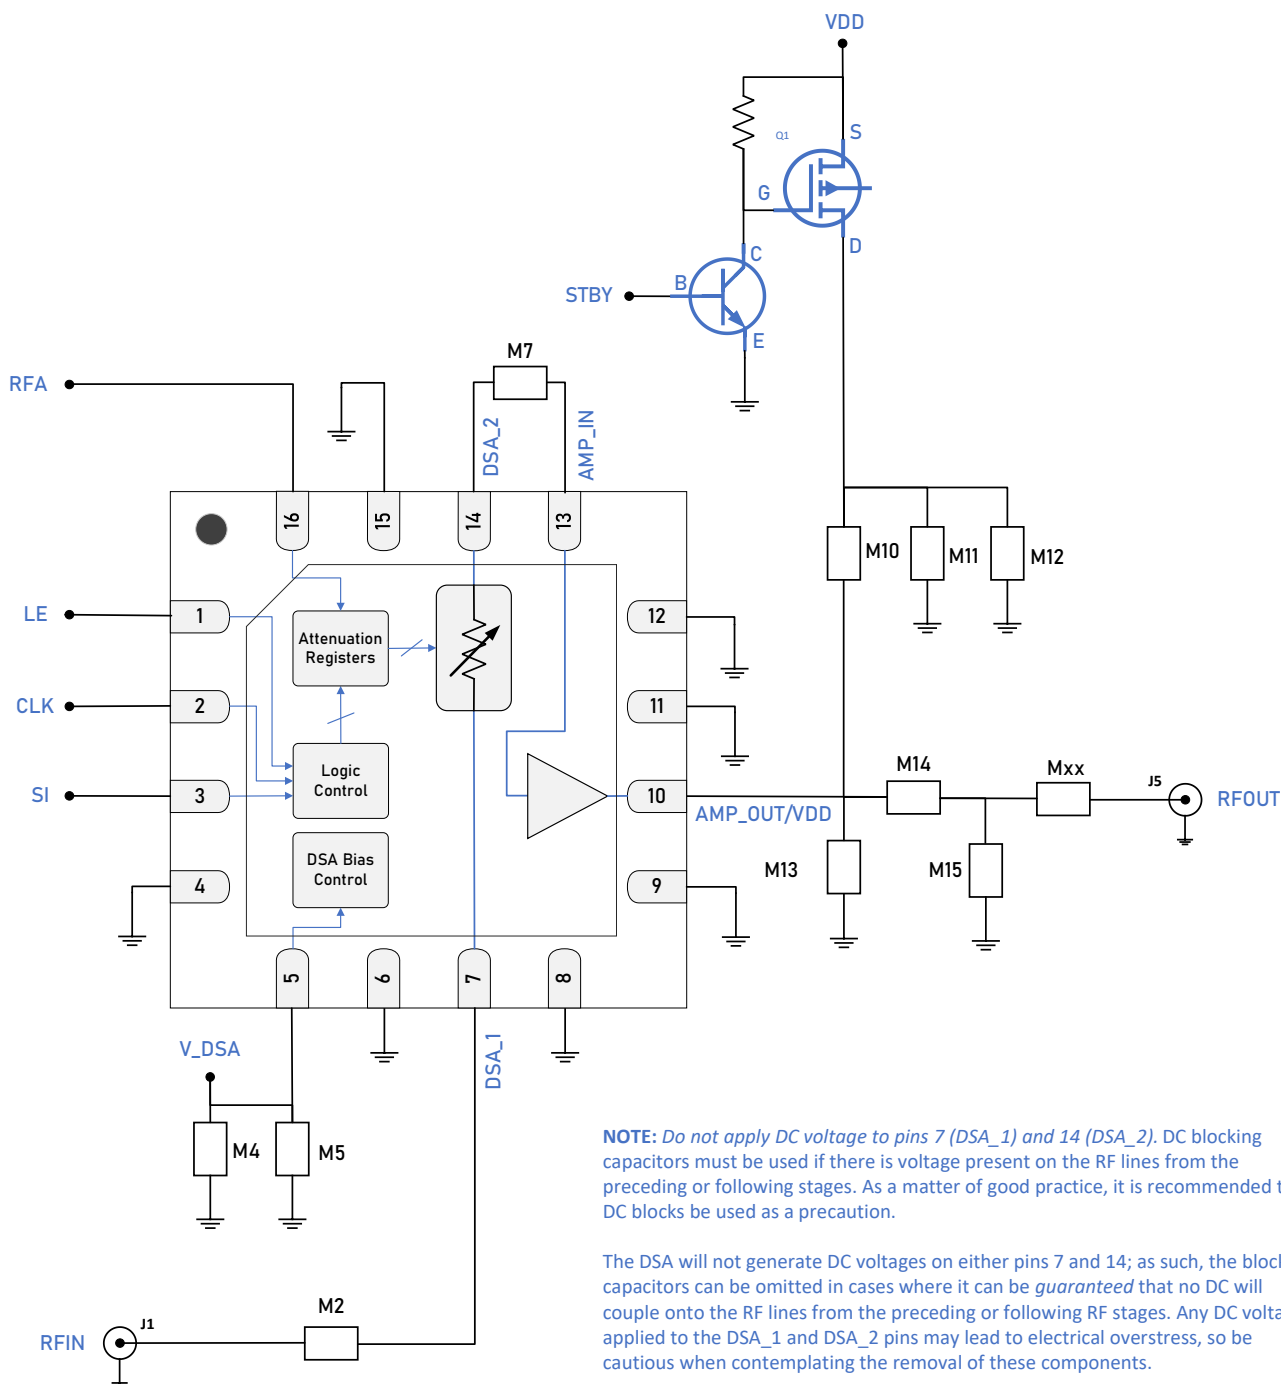 VDD
Q1
S
G
D
C
B
STBY
E
M7
RFA
DSA_2
AMP_IN
16
15
14
13
M10
M11
M12
LE
1
Attenuation
Registers
12
CLK
2
11
Logic
Control
SI
3
10
AMP_OUT/VDD
M14
Mxx
J5
RFOUT
DSA Bias
Control
4
9
M13
M15
5
6
7
8
V_DSA
DSA_1
M4
M5
NOTE: Do not apply DC voltage to pins 7 (DSA_1) and 14 (DSA_2). DC blocking
capacitors must be used if there is voltage present on the RF lines from the
preceding or following stages. As a matter of good practice, it is recommended
DC blocks be used as a precaution.
The DSA will not generate DC voltages on either pins 7 and 14; as such, the
capacitors can be omitted in cases where it can be guaranteed that no DC will
couple onto the RF lines from the preceding or following RF stages. Any DC
applied to the DSA_1 and DSA_2 pins may lead to electrical overstress, so be
cautious when contemplating the removal of these components.
RFIN
J1
M2